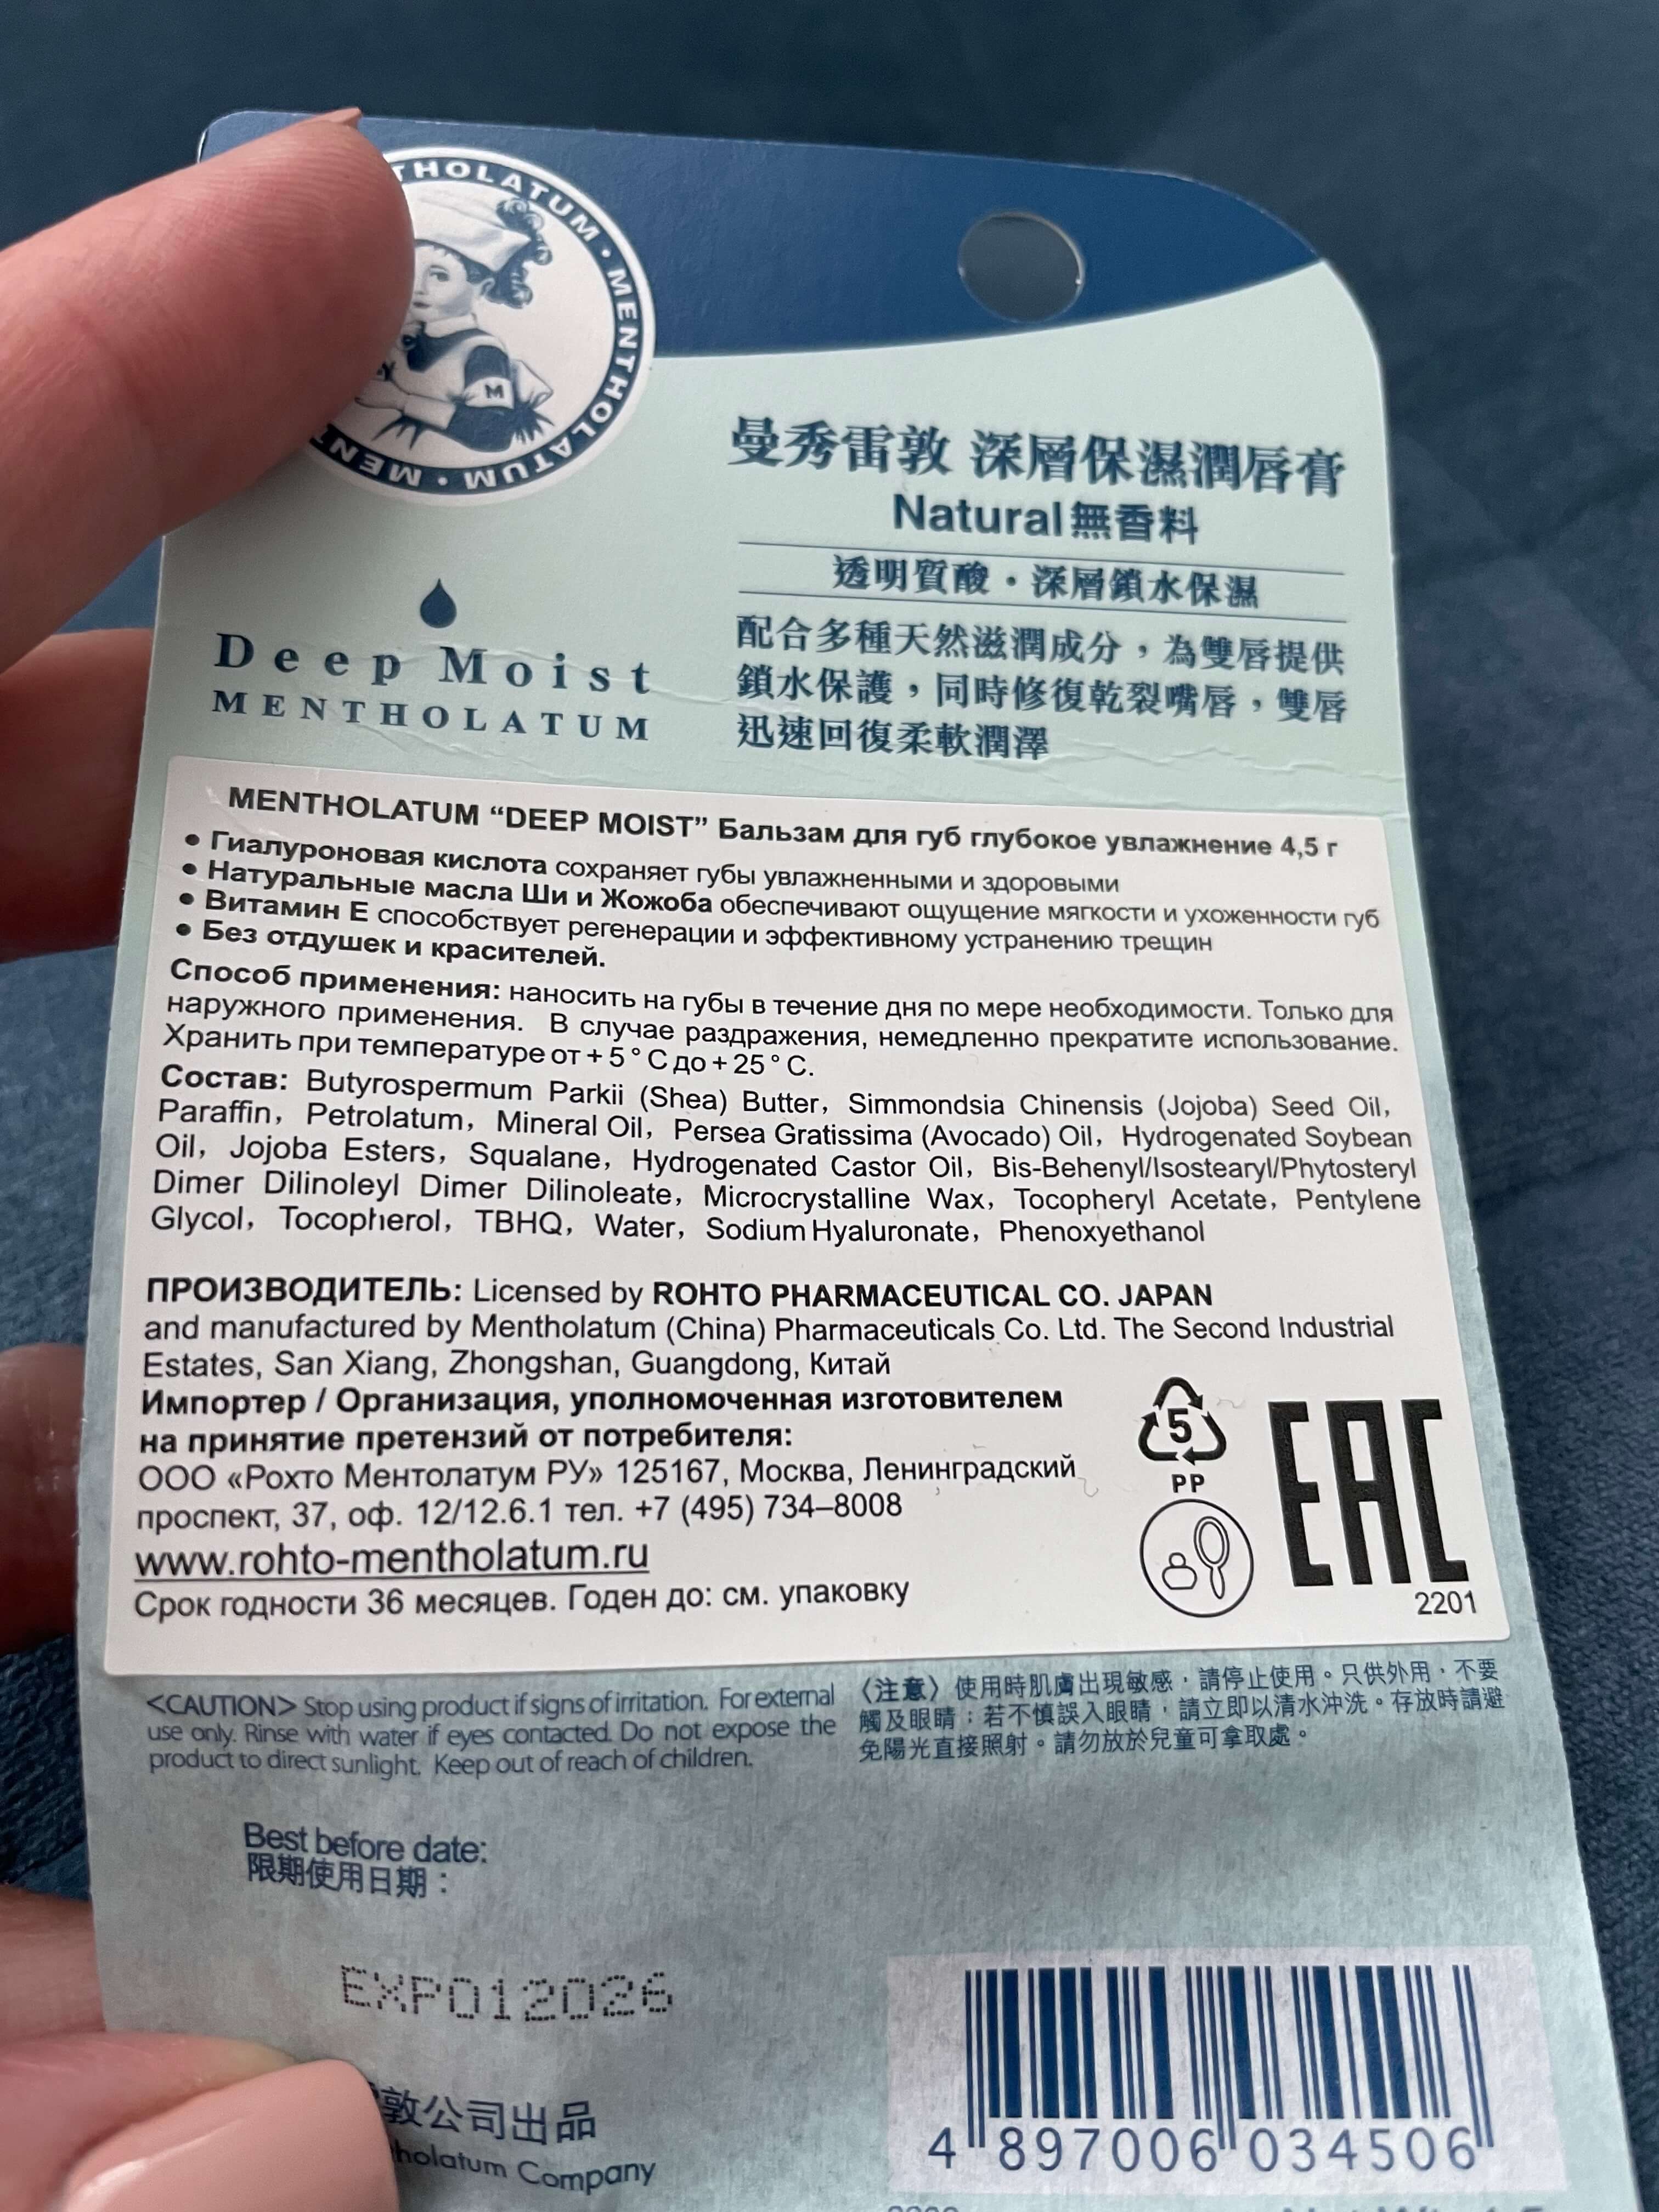 THOLATUM · MENTHOLATUM · MEN
曼秀雷敦 深層保濕潤唇膏
Natural無香料
透明質酸・深層鎖水保濕
配合多種天然滋潤成分，為雙唇提供
鎖水保護，同時修復乾裂嘴唇，雙唇
迅速回復柔軟潤澤
Deep Moist
MENTHOLATUM
MENTHOLATUM “DEEP MOIST” Бальзам для губ глубокое увлажнение 4,5 г
• Гиалуроновая кислота сохраняет губы увлажненными и здоровыми
• Натуральные масла Ши и Жожоба обеспечивают ощущение мягкости и ухоженности губ
• Витамин Е способствует регенерации и эффективному устранению трещин
• Без отдушек и красителей.
Способ применения: наносить на губы в течение дня по мере необходимости. Только для
наружного применения. В случае раздражения, немедленно прекратите использование.
Хранить при температуре от + 5 ° С до + 25 ° С.
Состав: Butyrospermum Parkii (Shea) Butter, Simmondsia Chinensis (Jojoba) Seed Oil,
Paraffin, Petrolatum, Mineral Oil, Persea Gratissima (Avocado) Oil, Hydrogenated Soybean
Oil, Jojoba Esters, Squalane, Hydrogenated Castor Oil, Bis-Behenyl/Isostearyl/Phytosteryl
Dimer Dilinoleyl Dimer Dilinoleate, Microcrystalline Wax, Tocopheryl Acetate, Pentylene
Glycol, Tocopherol, TBHQ, Water, Sodium Hyaluronate, Phenoxyethanol
ПРОИЗВОДИТЕЛЬ: Licensed by ROHTO PHARMACEUTICAL CO. JAPAN
and manufactured by Mentholatum (China) Pharmaceuticals Co. Ltd. The Second Industrial
Estates, San Xiang, Zhongshan, Guangdong, Китай
Импортер / Организация, уполномоченная изготовителем
на принятие претензий от потребителя:
ООО «Рохто Ментолатум РУ» 125167, Москва, Ленинградский
проспект, 37, оф. 12/12.6.1 тел. +7 (495) 734–8008
www.rohto-mentholatum.ru
Срок годности 36 месяцев. Годен до: см. упаковку
5
PP
EAC
2201
<CAUTION> Stop using product if signs of irritation. For external
use only. Rinse with water if eyes contacted. Do not expose the
product to direct sunlight. Keep out of reach of children.
〈注意〉使用時肌膚出現敏感，請停止使用。只供外用，不要
觸及眼睛；若不慎誤入眼睛，請立即以清水沖洗。存放時請避
免陽光直接照射。請勿放於兒童可拿取處。
Best before date:
限期使用日期：
EXP012026
敦公司出品
holatum Company
4 897006 034506